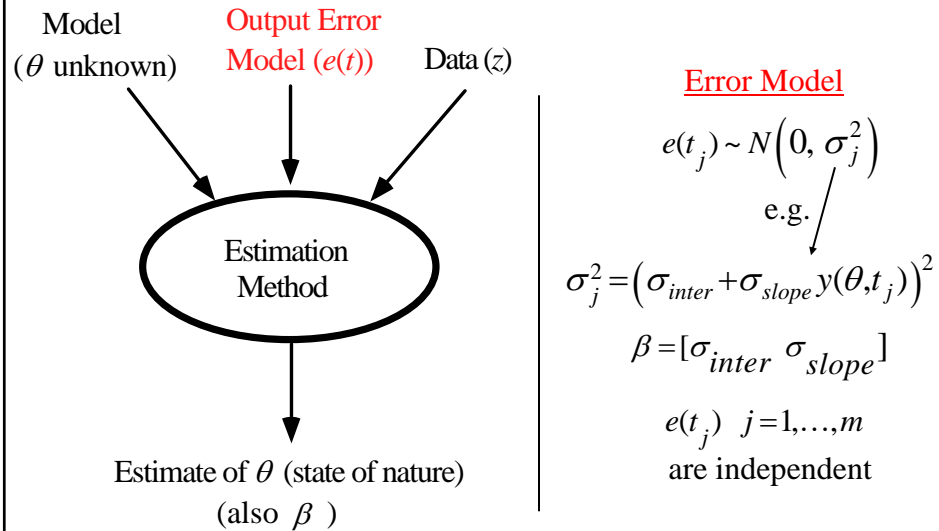 Model
(θ unknown)
Output Error
Model (e(t))
Data (z)
Estimation
Method
Estimate of θ (state of nature)
(also β )
Error Model
e(t_j) ~ N(0, σ_j^2)
e.g.
σ_j^2 = (σ_inter + σ_slope y(θ,t_j))^2
β = [σ_inter σ_slope]
e(t_j) j = 1,…,m
are independent